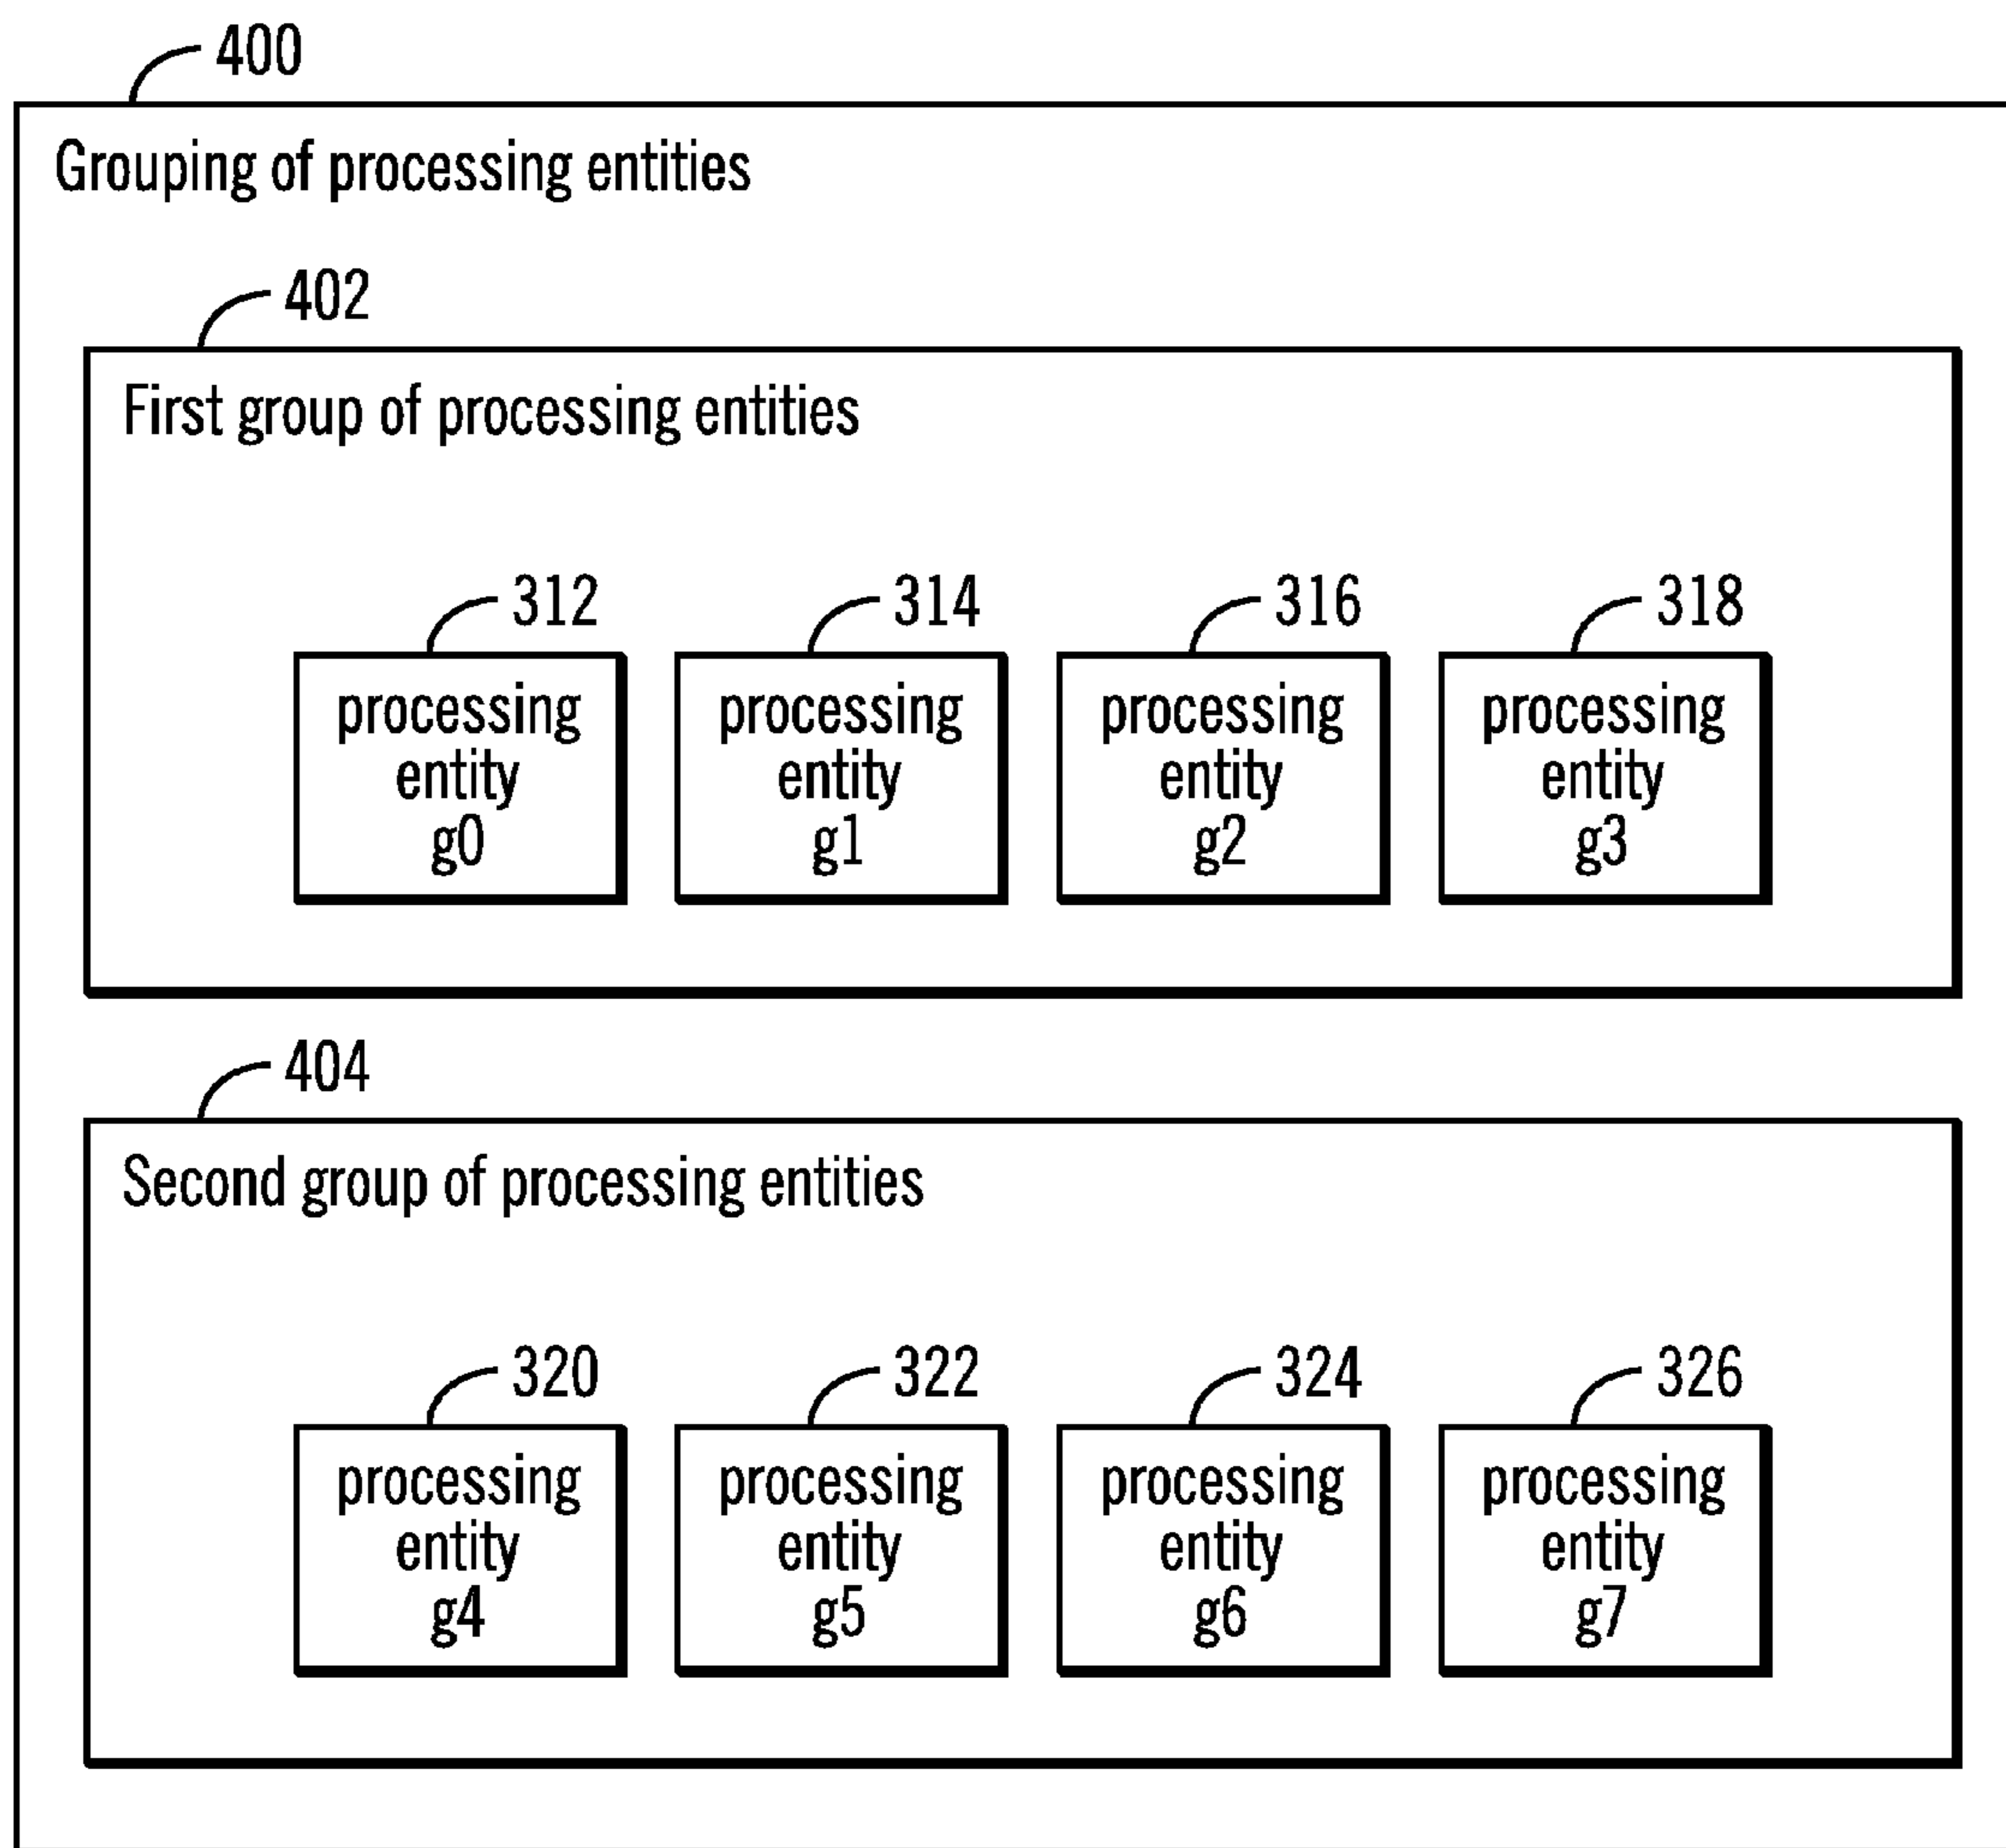 400
Grouping of processing entities
402
First group of processing entities
312 314 316 318
processing processing processing processing
entity entity entity entity
g0 g1 g2 g3
404
Second group of processing entities
320 322 324 326
processing processing processing processing
entity entity entity entity
g4 g5 g6 g7